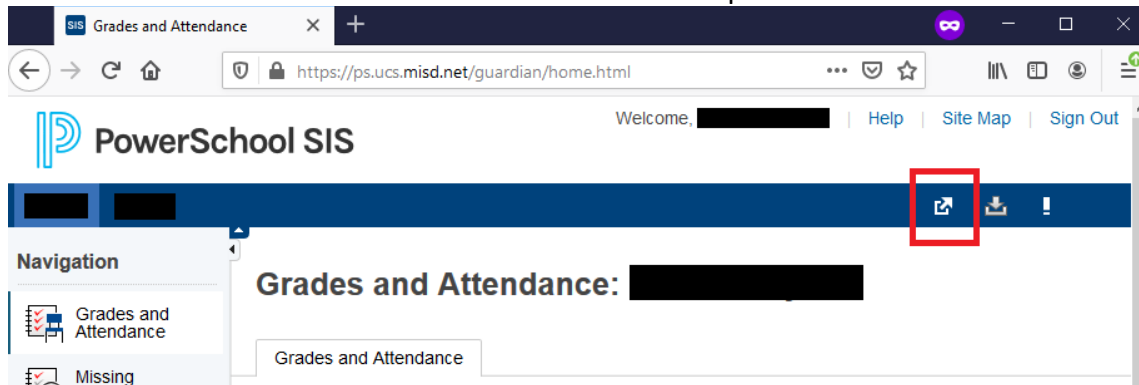 SIS Grades and Attendance
https://ps.ucs.misd.net/guardian/home.html
Welcome, | Help | Site Map | Sign Out
PowerSchool SIS
Navigation
Grades and Attendance:
Grades and
Attendance
Grades and Attendance
Missing